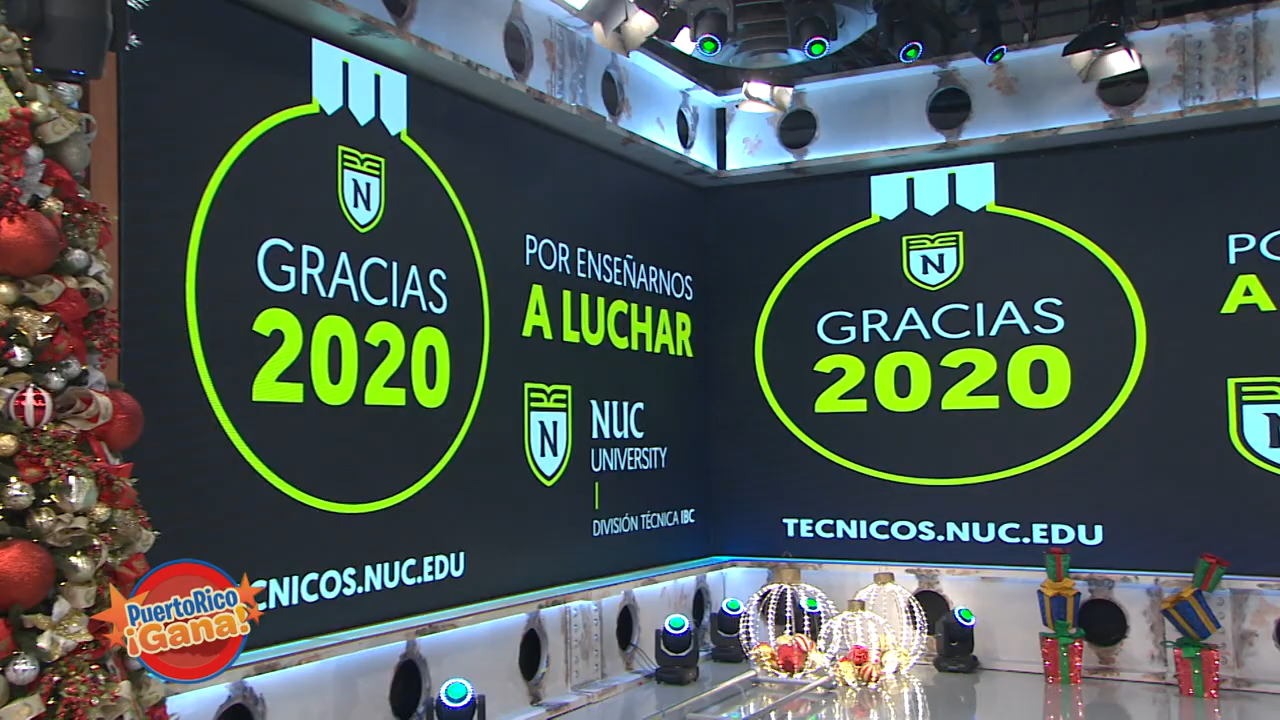 N
GRACIAS
2020
POR ENSEÑARNOS
A LUCHAR
N
NUC
UNIVERSITY
DIVISIÓN TÉCNICA IBC
CNICOS.NUC.EDU
N
GRACIAS
2020
TECNICOS.NUC.EDU
PO
A
PuertoRico
¡Gana!